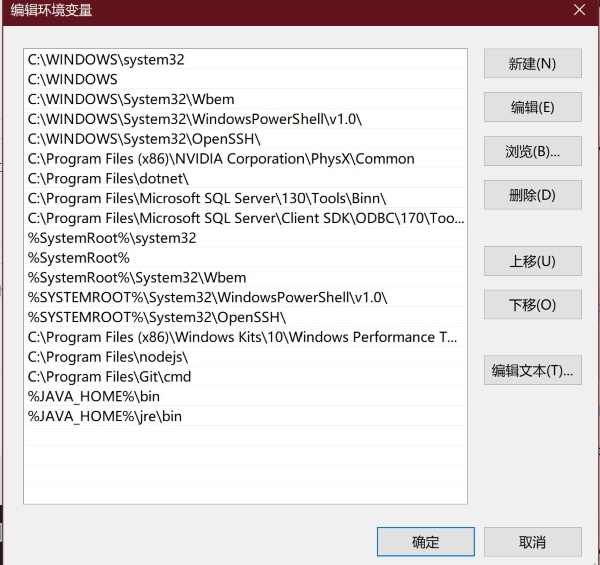 编辑环境变量
C:\WINDOWS\system32
C:\WINDOWS
C:\WINDOWS\System32\Wbem
C:\WINDOWS\System32\WindowsPowerShell\v1.0\
C:\WINDOWS\System32\OpenSSH\
C:\Program Files (x86)\NVIDIA Corporation\PhysX\Common
C:\Program Files\dotnet\
C:\Program Files\Microsoft SQL Server\130\Tools\Binn\
C:\Program Files\Microsoft SQL Server\Client SDK\ODBC\170\Too...
%SystemRoot%\system32
%SystemRoot%
%SystemRoot%\System32\Wbem
%SYSTEMROOT%\System32\WindowsPowerShell\v1.0\
%SYSTEMROOT%\System32\OpenSSH\
C:\Program Files (x86)\Windows Kits\10\Windows Performance T...
C:\Program Files\nodejs\
C:\Program Files\Git\cmd
%JAVA_HOME%\bin
%JAVA_HOME%\jre\bin
新建(N)
编辑(E)
浏览(B)...
删除(D)
上移(U)
下移(O)
编辑文本(T)...
确定
取消